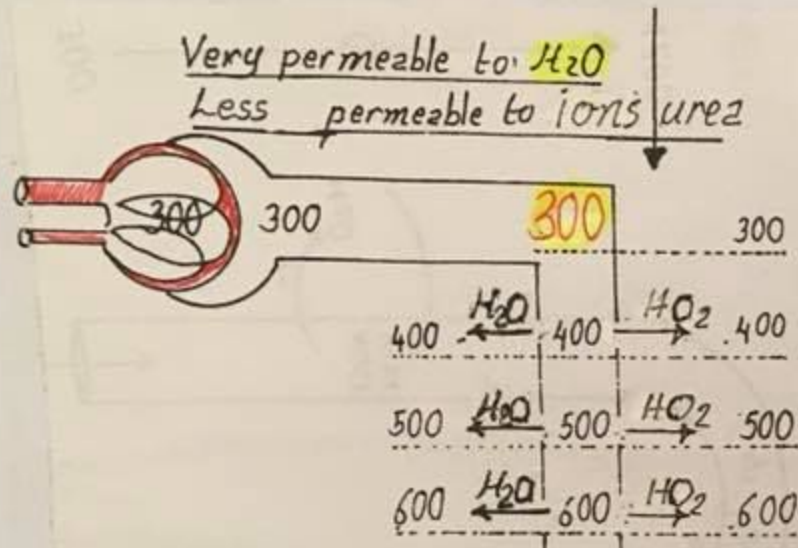 Very permeable to H2O
Less permeable to ions urea
300 300 300 300
400 H2O 400 HO2 400
500 H2O 500 HO2 500
600 H2O 600 HO2 600